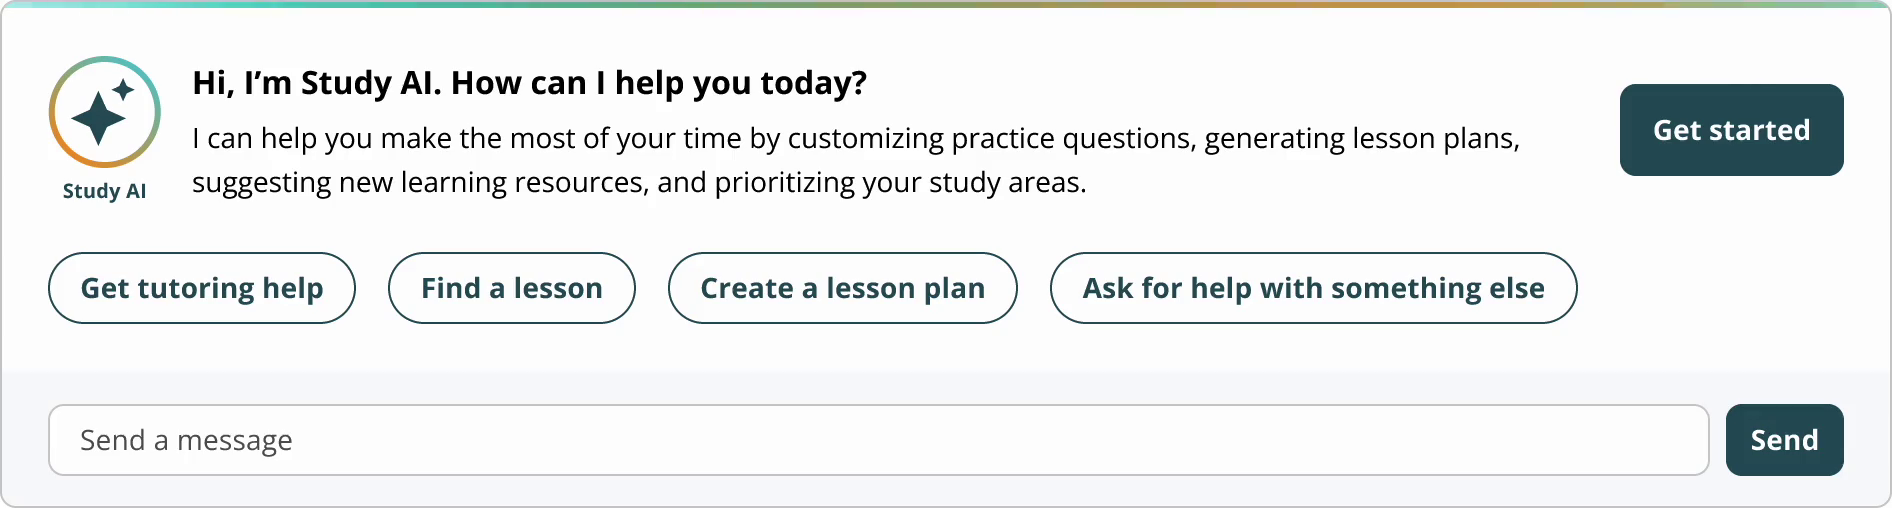 Hi, I’m Study AI. How can I help you today?
I can help you make the most of your time by customizing practice questions, generating lesson plans,
suggesting new learning resources, and prioritizing your study areas.
Study AI
Get started
Get tutoring help
Find a lesson
Create a lesson plan
Ask for help with something else
Send a message
Send